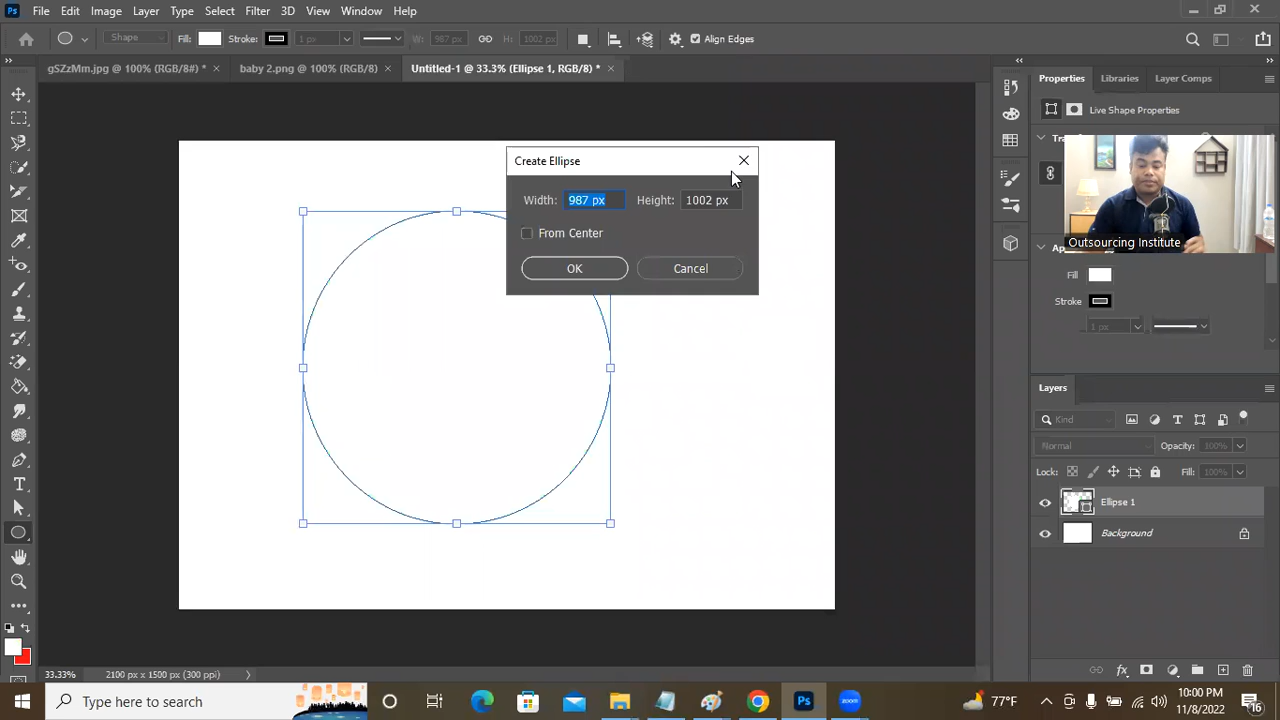 Ps File Edit Image Layer Type Select Filter 3D View Window Help
Shape Fill: Stroke: 1 px W: 987 px H: 1002 px Align Edges
gSZzMm.jpg @ 100% (RGB/8#) * × baby 2.png @ 100% (RGB/8) × Untitled-1 @ 33.3% (Ellipse 1, RGB/8) * ×
Properties Libraries Layer Comps
Live Shape Properties
Create Ellipse
Width: 987 px Height: 1002 px
From Center
OK Cancel
Outsourcing Institute
Fill
Stroke
1 px
Layers
Kind
Normal Opacity: 100%
Lock: Fill: 100%
Ellipse 1
Background
33.33% 2100 px x 1500 px (300 ppi)
Type here to search
Ps zoom 77°F
10:00 PM
11/8/2022
16